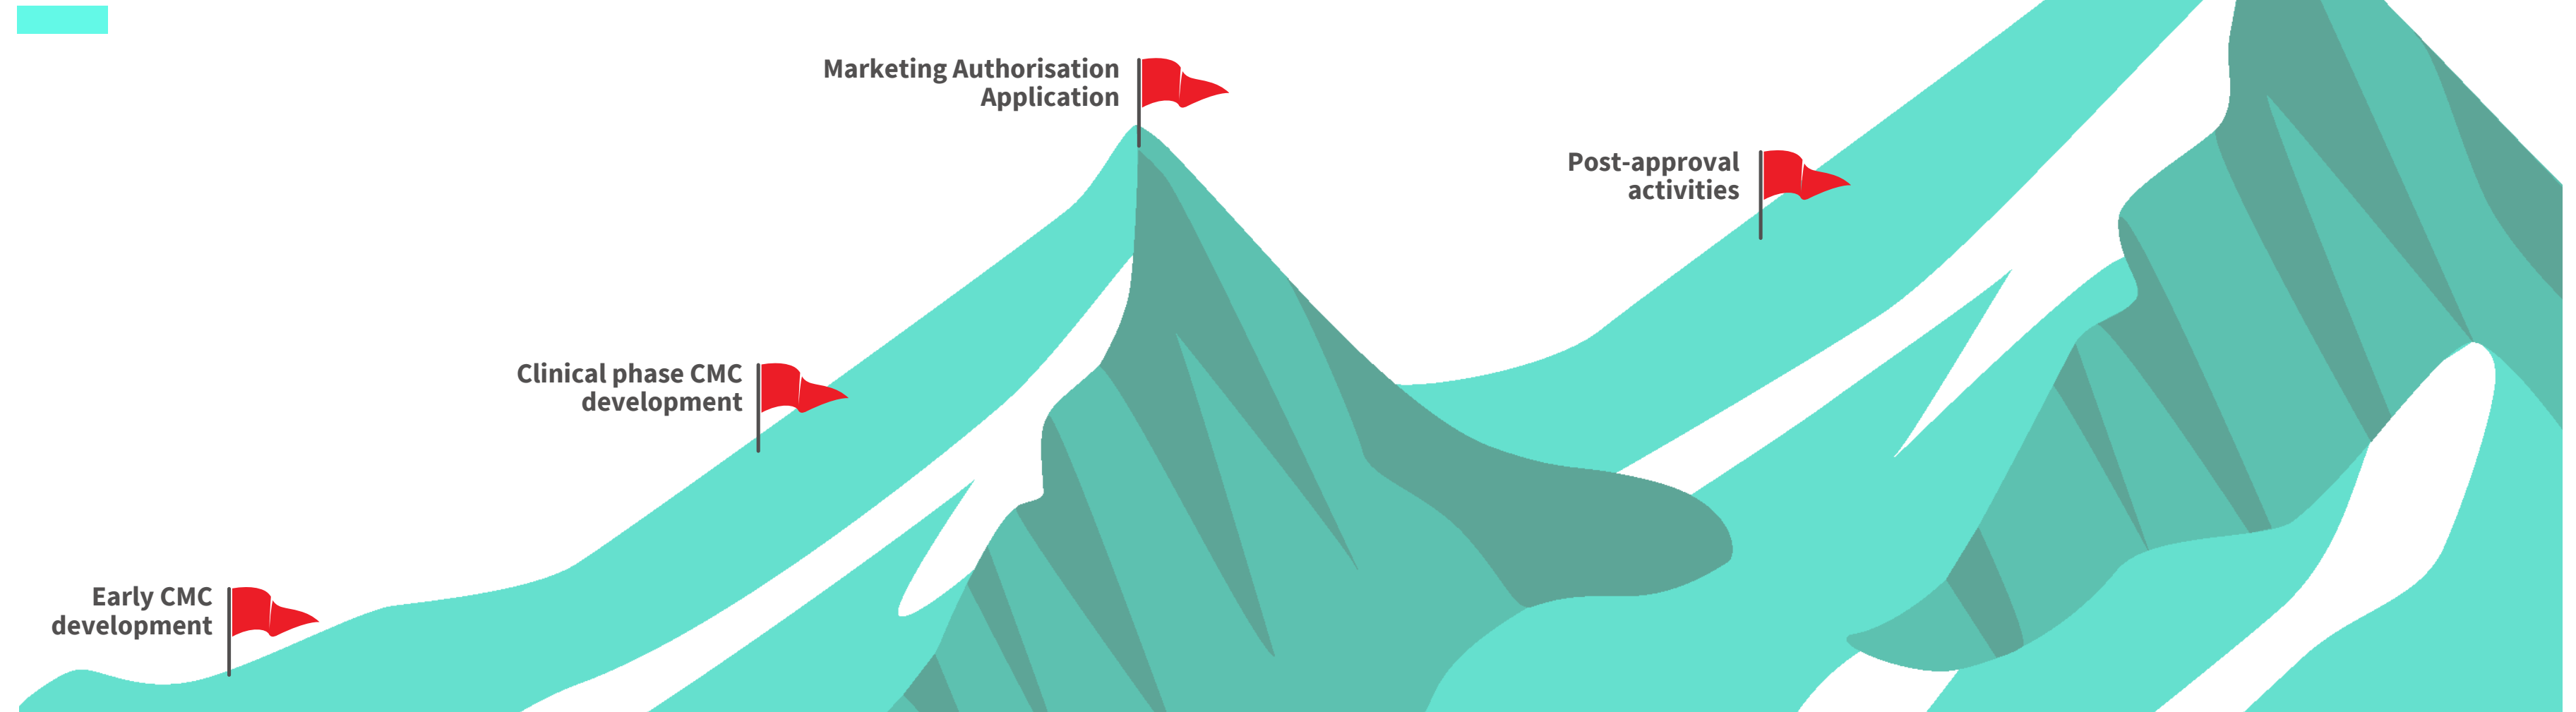 Marketing Authorisation
Application
Post-approval
activities
Clinical phase CMC
development
Early CMC
development